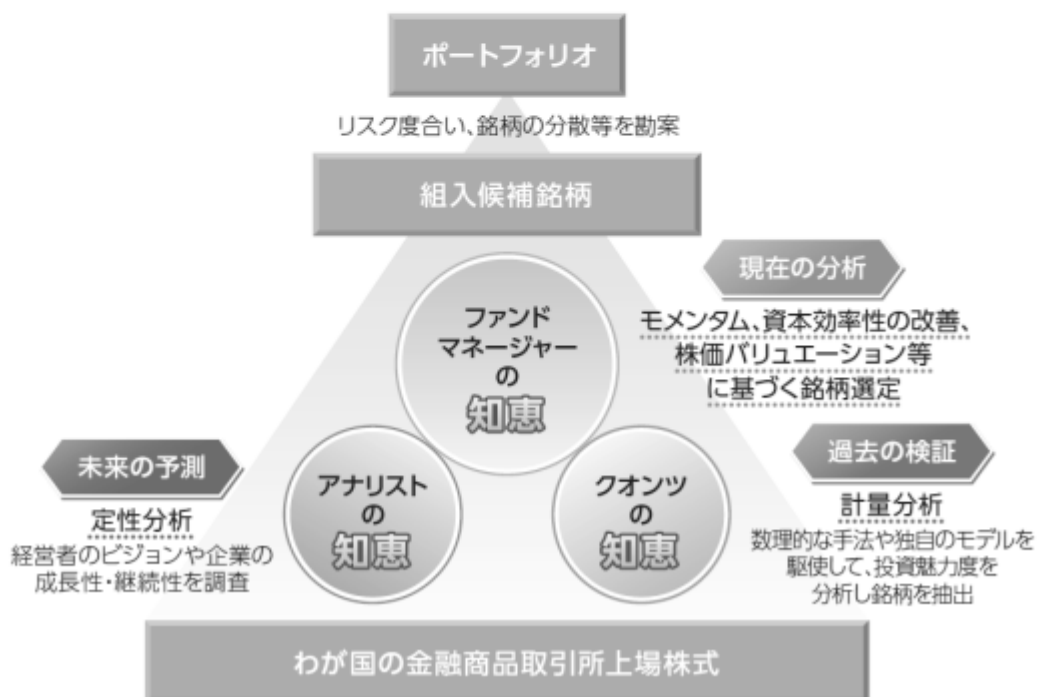 ポートフォリオ
リスク度合い、銘柄の分散等を勘案
組入候補銘柄
現在の分析
モメンタム、資本効率性の改善、
株価バリュエーション等
に基づく銘柄選定
ファンド
マネージャー
の
知恵
未来の予測
定性分析
経営者のビジョンや企業の
成長性・継続性を調査
アナリスト
の
知恵
クオンツ
の
知恵
過去の検証
計量分析
数理的な手法や独自のモデルを
駆使して、投資魅力度を
分析し銘柄を抽出
わが国の金融商品取引所上場株式